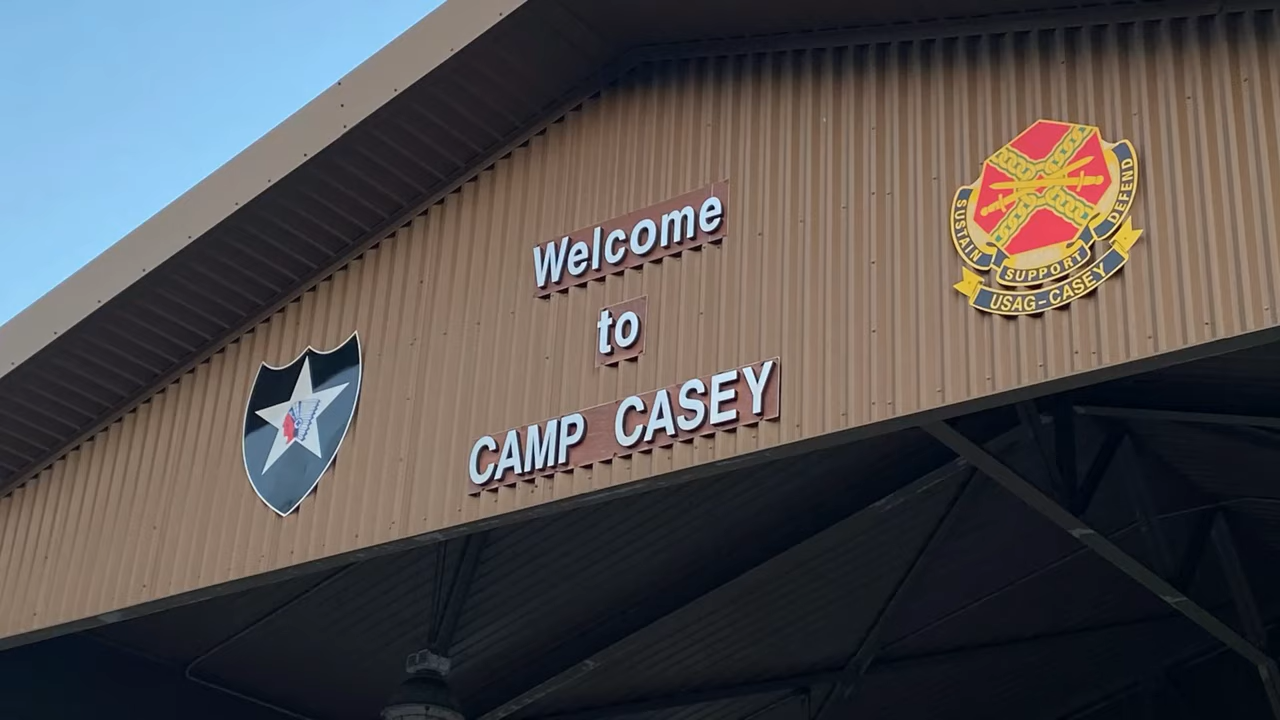 Welcome
to
CAMP CASEY
SUSTAIN SUPPORT DEFEND
USAG-CASEY